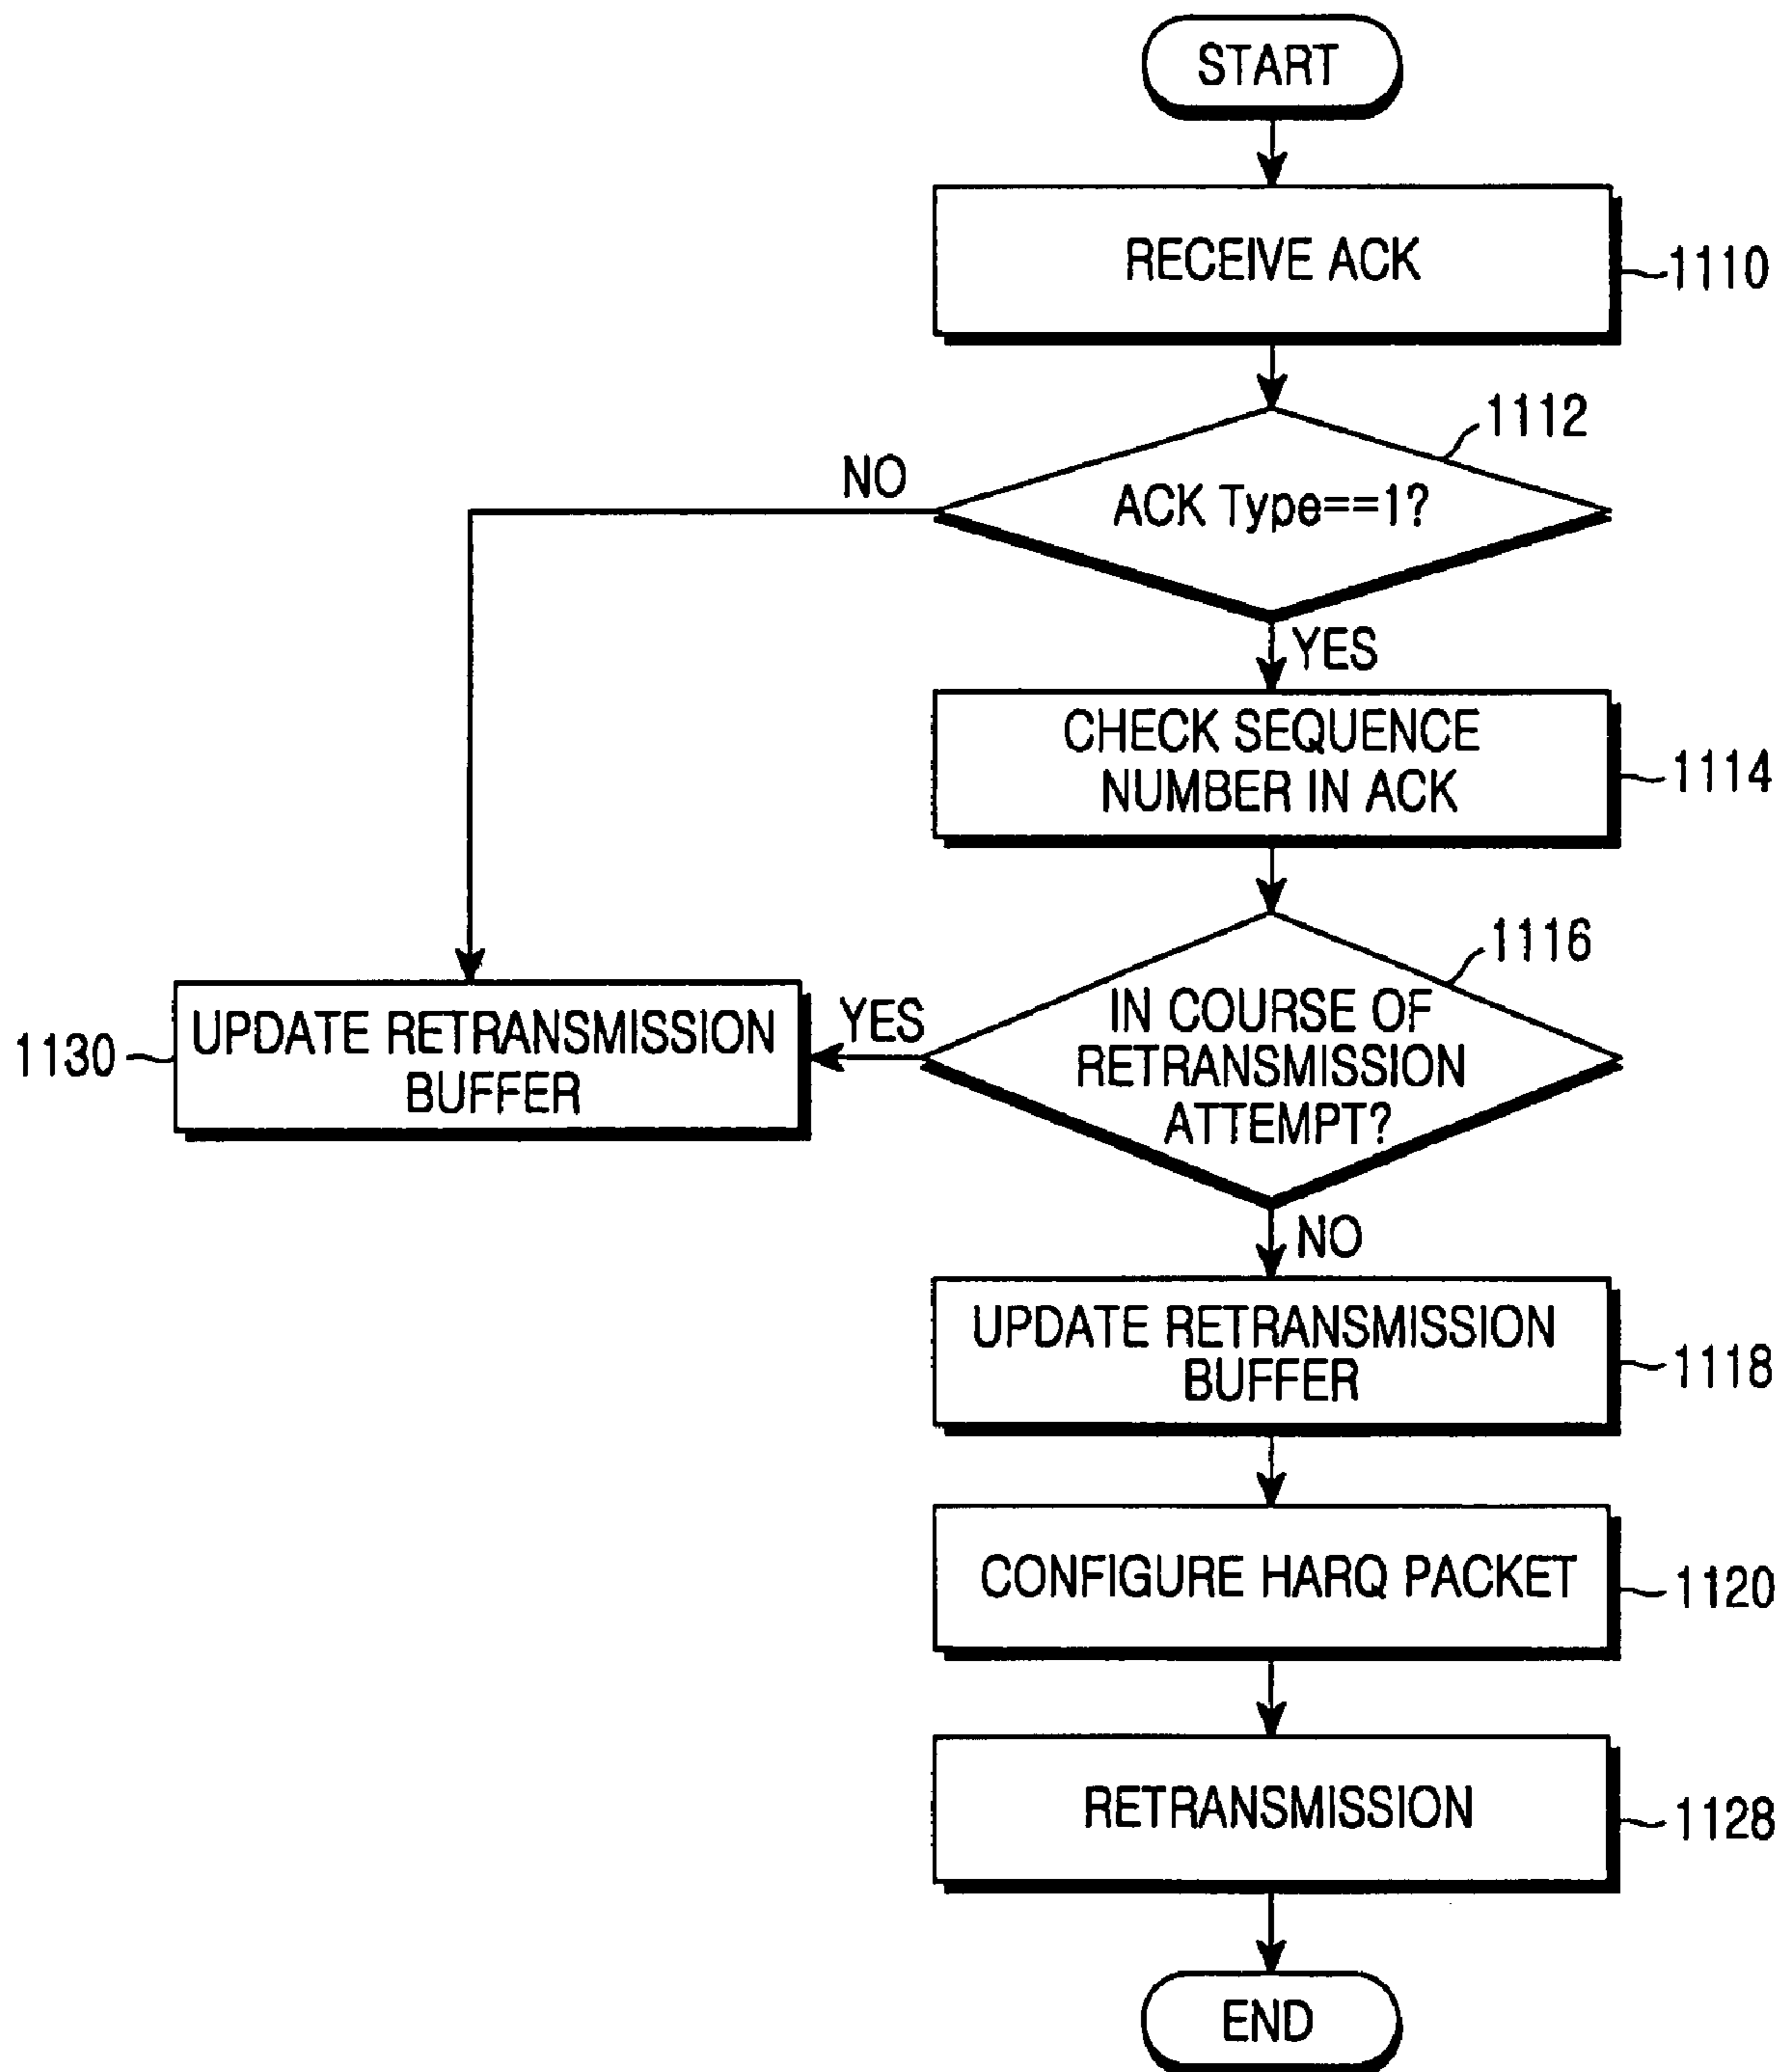 START
RECEIVE ACK
1110
1112
NO
ACK Type==1?
YES
CHECK SEQUENCE
NUMBER IN ACK
1114
1116
IN COURSE OF
RETRANSMISSION
ATTEMPT?
YES
1130
UPDATE RETRANSMISSION
BUFFER
NO
UPDATE RETRANSMISSION
BUFFER
1118
CONFIGURE HARQ PACKET
1120
RETRANSMISSION
1128
END